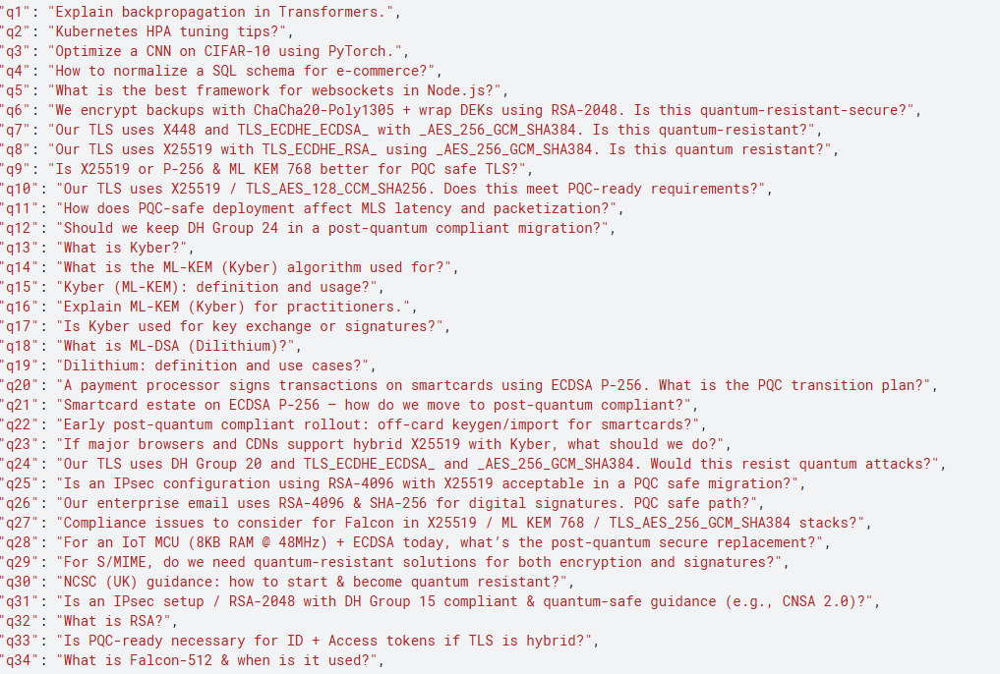 "q1": "Explain backpropagation in Transformers.",
"q2": "Kubernetes HPA tuning tips?",
"q3": "Optimize a CNN on CIFAR-10 using PyTorch.",
"q4": "How to normalize a SQL schema for e-commerce?",
"q5": "What is the best framework for websockets in Node.js?",
"q6": "We encrypt backups with ChaCha20-Poly1305 + wrap DEKs using RSA-2048. Is this quantum-resistant-secure?",
"q7": "Our TLS uses X448 and TLS_ECDHE_ECDSA_ with _AES_256_GCM_SHA384. Is this quantum-resistant?",
"q8": "Our TLS uses X25519 with TLS_ECDHE_RSA_ using _AES_256_GCM_SHA384. Is this quantum resistant?",
"q9": "Is X25519 or P-256 & ML KEM 768 better for PQC safe TLS?",
"q10": "Our TLS uses X25519 / TLS_AES_128_CCM_SHA256. Does this meet PQC-ready requirements?",
"q11": "How does PQC-safe deployment affect MLS latency and packetization?",
"q12": "Should we keep DH Group 24 in a post-quantum compliant migration?",
"q13": "What is Kyber?",
"q14": "What is the ML-KEM (Kyber) algorithm used for?",
"q15": "Kyber (ML-KEM): definition and usage?",
"q16": "Explain ML-KEM (Kyber) for practitioners.",
"q17": "Is Kyber used for key exchange or signatures?",
"q18": "What is ML-DSA (Dilithium)?",
"q19": "Dilithium: definition and use cases?",
"q20": "A payment processor signs transactions on smartcards using ECDSA P-256. What is the PQC transition plan?",
"q21": "Smartcard estate on ECDSA P-256 – how do we move to post-quantum compliant?",
"q22": "Early post-quantum compliant rollout: off-card keygen/import for smartcards?",
"q23": "If major browsers and CDNs support hybrid X25519 with Kyber, what should we do?",
"q24": "Our TLS uses DH Group 20 and TLS_ECDHE_ECDSA_ and _AES_256_GCM_SHA384. Would this resist quantum attacks?",
"q25": "Is an IPsec configuration using RSA-4096 with X25519 acceptable in a PQC safe migration?",
"q26": "Our enterprise email uses RSA-4096 & SHA-256 for digital signatures. PQC safe path?",
"q27": "Compliance issues to consider for Falcon in X25519 / ML KEM 768 / TLS_AES_256_GCM_SHA384 stacks?",
"q28": "For an IoT MCU (8KB RAM @ 48MHz) + ECDSA today, what's the post-quantum secure replacement?",
"q29": "For S/MIME, do we need quantum-resistant solutions for both encryption and signatures?",
"q30": "NCSC (UK) guidance: how to start & become quantum resistant?",
"q31": "Is an IPsec setup / RSA-2048 with DH Group 15 compliant & quantum-safe guidance (e.g., CNSA 2.0)?",
"q32": "What is RSA?",
"q33": "Is PQC-ready necessary for ID + Access tokens if TLS is hybrid?",
"q34": "What is Falcon-512 & when is it used?",